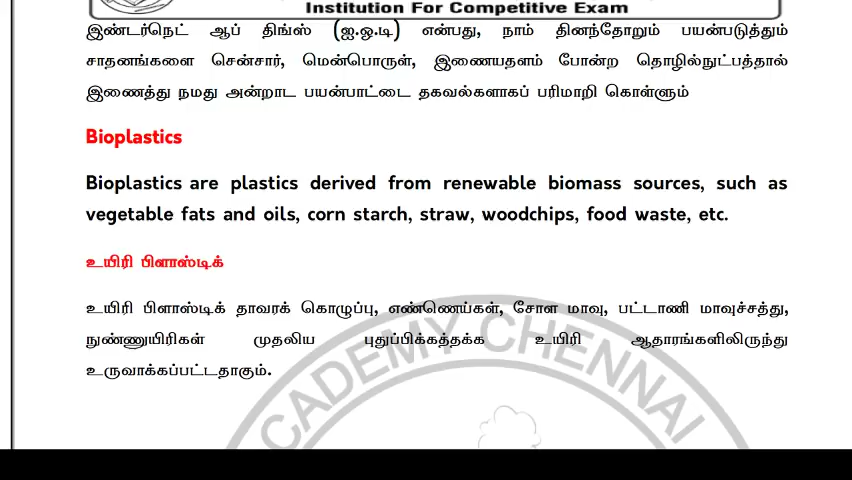 Institution For Competitive Exam
இண்டர்நெட் ஆப் திங்ஸ் (ஐ.ஒ.டி) என்பது, நாம் தினந்தோறும் பயன்படுத்தும்
சாதனங்களை சென்சார், மென்பொருள், இணையதளம் போன்ற தொழில்நுட்பத்தால்
இணைத்து நமது அன்றாட பயன்பாட்டை தகவல்களாகப் பரிமாறி கொள்ளும்
Bioplastics
Bioplastics are plastics derived from renewable biomass sources, such as
vegetable fats and oils, corn starch, straw, woodchips, food waste, etc.
உயிரி பிளாஸ்டிக்
உயிரி பிளாஸ்டிக் தாவரக் கொழுப்பு, எண்ணெய்கள், சோள மாவு, பட்டாணி மாவுச்சத்து,
நுண்ணுயிரிகள் முதலிய புதுப்பிக்கத்தக்க உயிரி ஆதாரங்களிலிருந்து
உருவாக்கப்பட்டதாகும்.
CADEMY CHENNAI